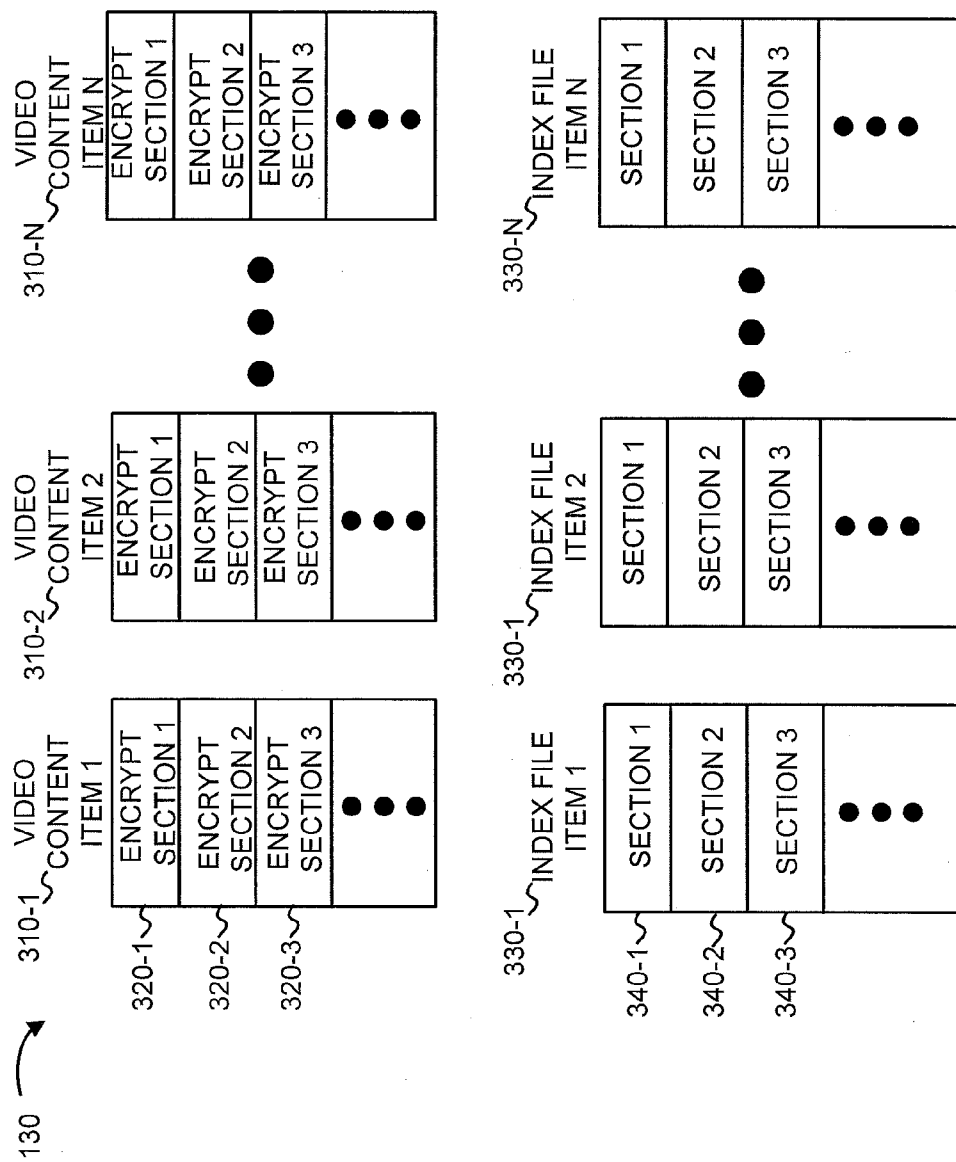 130
310-1
VIDEO
CONTENT
ITEM 1
ENCRYPT
SECTION 1
ENCRYPT
SECTION 2
ENCRYPT
SECTION 3
320-1
320-2
320-3
310-2
VIDEO
CONTENT
ITEM 2
ENCRYPT
SECTION 1
ENCRYPT
SECTION 2
ENCRYPT
SECTION 3
310-N
VIDEO
CONTENT
ITEM N
ENCRYPT
SECTION 1
ENCRYPT
SECTION 2
ENCRYPT
SECTION 3
330-1
INDEX FILE
ITEM 1
SECTION 1
SECTION 2
SECTION 3
340-1
340-2
340-3
330-1
INDEX FILE
ITEM 2
SECTION 1
SECTION 2
SECTION 3
330-N
INDEX FILE
ITEM N
SECTION 1
SECTION 2
SECTION 3